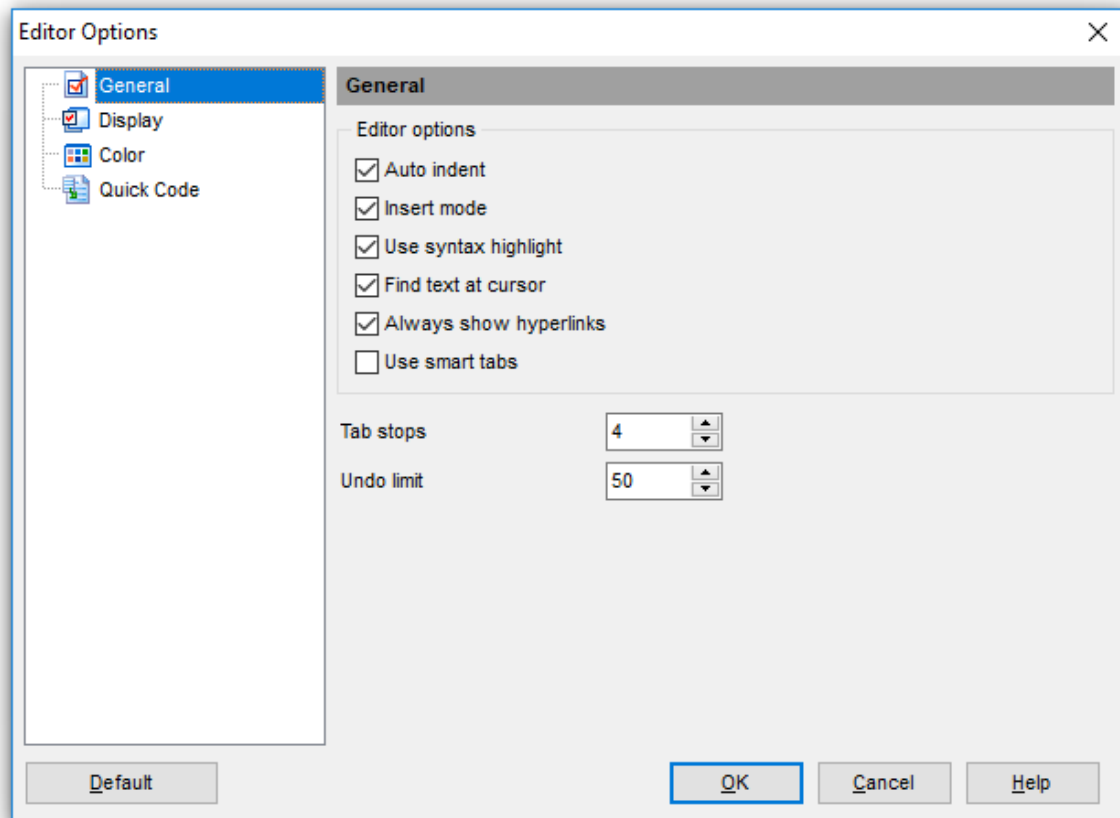 Editor Options
General
Display
Color
Quick Code
General
Editor options
Auto indent
Insert mode
Use syntax highlight
Find text at cursor
Always show hyperlinks
Use smart tabs
Tab stops 4
Undo limit 50
Default OK Cancel Help